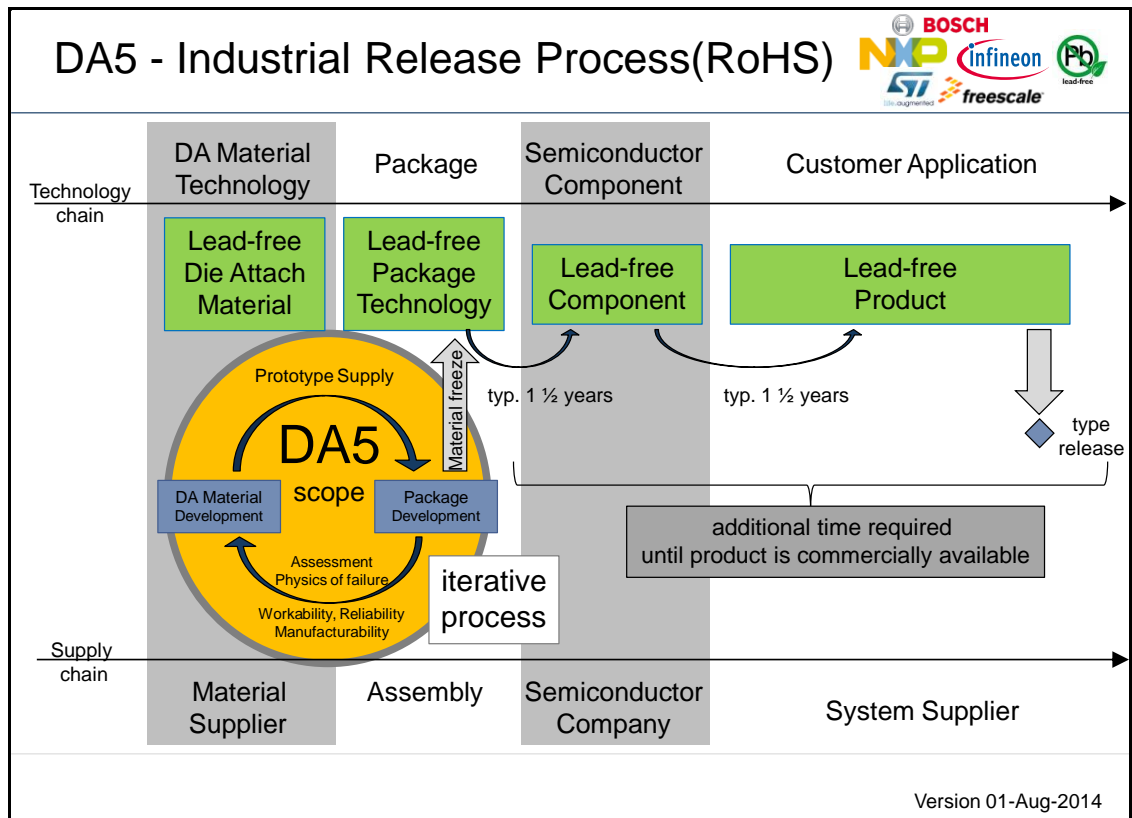 DA5 - Industrial Release Process(RoHS)
BOSCH
NXP
infineon
Pb
lead-free
ST
life.augmented
freescale
DA Material
Technology
Package
Semiconductor
Component
Customer Application
Technology
chain
Lead-free
Die Attach
Material
Lead-free
Package
Technology
Lead-free
Component
Lead-free
Product
Prototype Supply
Material freeze
typ. 1 ½ years
typ. 1 ½ years
DA5
scope
type
release
DA Material
Development
Package
Development
additional time required
until product is commercially available
Assessment
Physics of failure
Workability, Reliability
Manufacturability
iterative
process
Supply
chain
Material
Supplier
Assembly
Semiconductor
Company
System Supplier
Version 01-Aug-2014